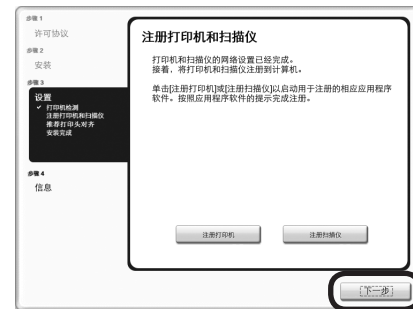 步骤 1
许可协议
步骤 2
安装
步骤 3
设置
✓ 打印机检测
注册打印机和扫描仪
推荐打印头对齐
安装完成
步骤 4
信息
注册打印机和扫描仪
打印机和扫描仪的网络设置已经完成。
接着，将打印机和扫描仪注册到计算机。
单击[注册打印机]或[注册扫描仪]以启动用于注册的相应应用程序
软件。按照应用程序软件的提示完成注册。
注册打印机
注册扫描仪
下一步